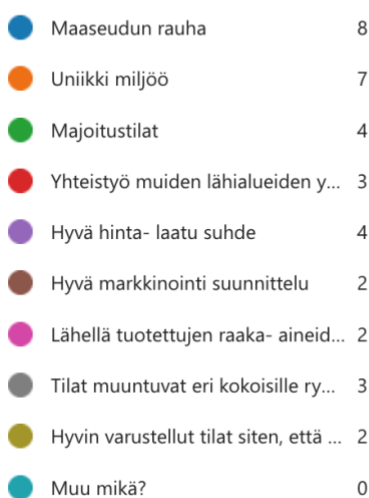 Maaseudun rauha 8
Uniikki miljöö 7
Majoitustilat 4
Yhteistyö muiden lähialueiden y... 3
Hyvä hinta- laatu suhde 4
Hyvä markkinointi suunnittelu 2
Lähellä tuotettujen raaka- aineid... 2
Tilat muuntuvat eri kokoisille ry... 3
Hyvin varustellut tilat siten, että ... 2
Muu mikä? 0